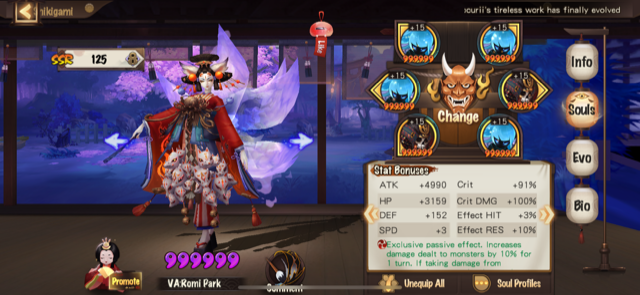 hikigami
ocurii's tireless work has finally evolved
SSR 125
Info
Souls
Evo
Bio
+15 +15
+15 +15
Change
+15 +15
Stat Bonuses
ATK +4990 Crit +91%
HP +3159 Crit DMG +100%
DEF +152 Effect HIT +3%
SPD +3 Effect RES +10%
Exclusive passive effect. Increases
damage dealt to monsters by 10% for
1 turn. If taking damage from
Promote
999999
VA:Romi Park
Comment
Unequip All
Soul Profiles